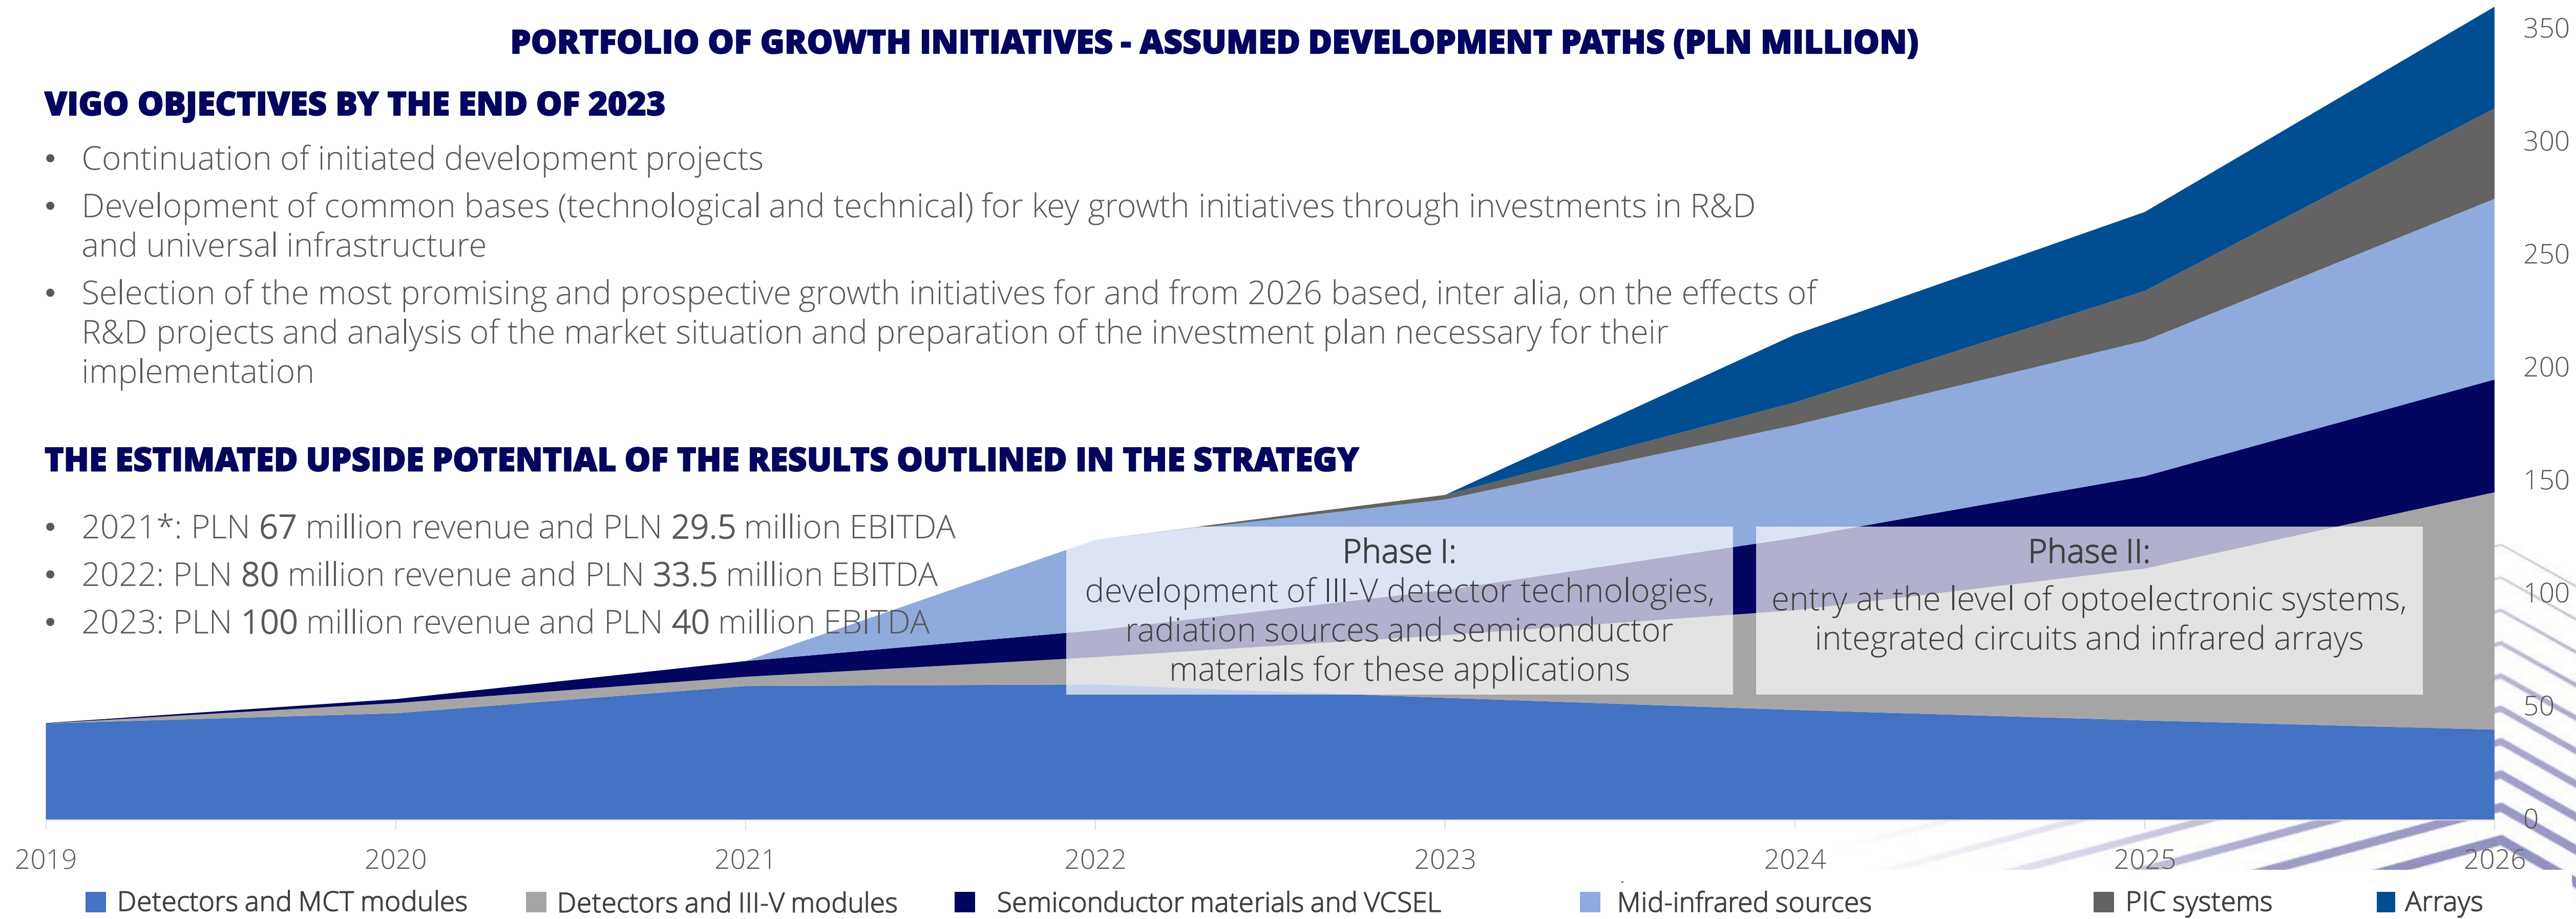 PORTFOLIO OF GROWTH INITIATIVES - ASSUMED DEVELOPMENT PATHS (PLN MILLION)
VIGO OBJECTIVES BY THE END OF 2023
• Continuation of initiated development projects
• Development of common bases (technological and technical) for key growth initiatives through investments in R&D
and universal infrastructure
• Selection of the most promising and prospective growth initiatives for and from 2026 based, inter alia, on the effects of
R&D projects and analysis of the market situation and preparation of the investment plan necessary for their
implementation
THE ESTIMATED UPSIDE POTENTIAL OF THE RESULTS OUTLINED IN THE STRATEGY
• 2021*: PLN 67 million revenue and PLN 29.5 million EBITDA
• 2022: PLN 80 million revenue and PLN 33.5 million EBITDA
• 2023: PLN 100 million revenue and PLN 40 million EBITDA
Phase I:
development of III-V detector technologies,
radiation sources and semiconductor
materials for these applications
Phase II:
entry at the level of optoelectronic systems,
integrated circuits and infrared arrays
350
300
250
200
150
100
50
0
2019 2020 2021 2022 2023 2024 2025 2026
Detectors and MCT modules Detectors and III-V modules Semiconductor materials and VCSEL Mid-infrared sources PIC systems Arrays